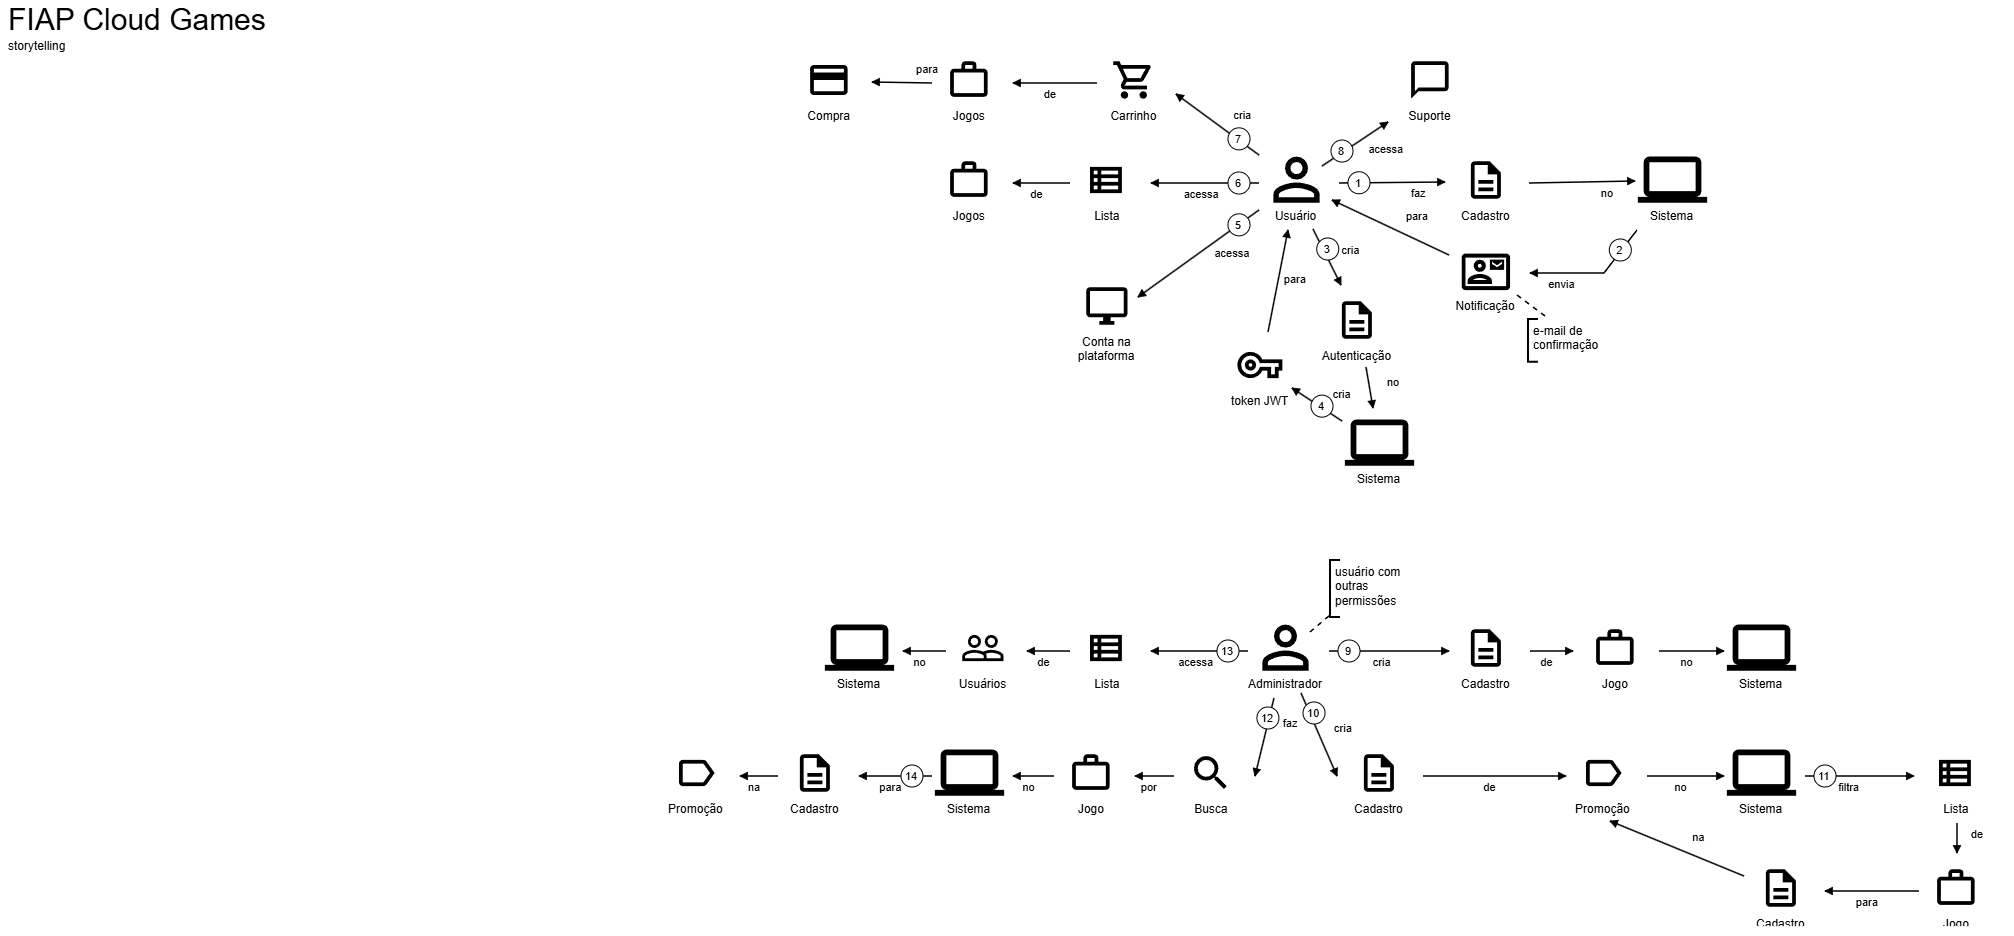 FIAP Cloud Games
storytelling
para
de
cria
Compra
Jogos
Carrinho
Suporte
7
8
acessa
6
1
acessa
de
faz
no
Jogos
Lista
Usuário
para
Cadastro
Sistema
5
acessa
3
cria
2
para
envia
Notificação
e-mail de
confirmação
Conta na
plataforma
Autenticação
no
cria
token JWT
4
Sistema
usuário com
outras
permissões
no
de
acessa
13
9
cria
de
no
Sistema
Usuários
Lista
Administrador
Cadastro
Jogo
Sistema
12
faz
10
cria
na
para
14
no
por
de
no
11
filtra
Promoção
Cadastro
Sistema
Jogo
Busca
Cadastro
Promoção
Sistema
Lista
na
de
para
Cadastro
Jogo